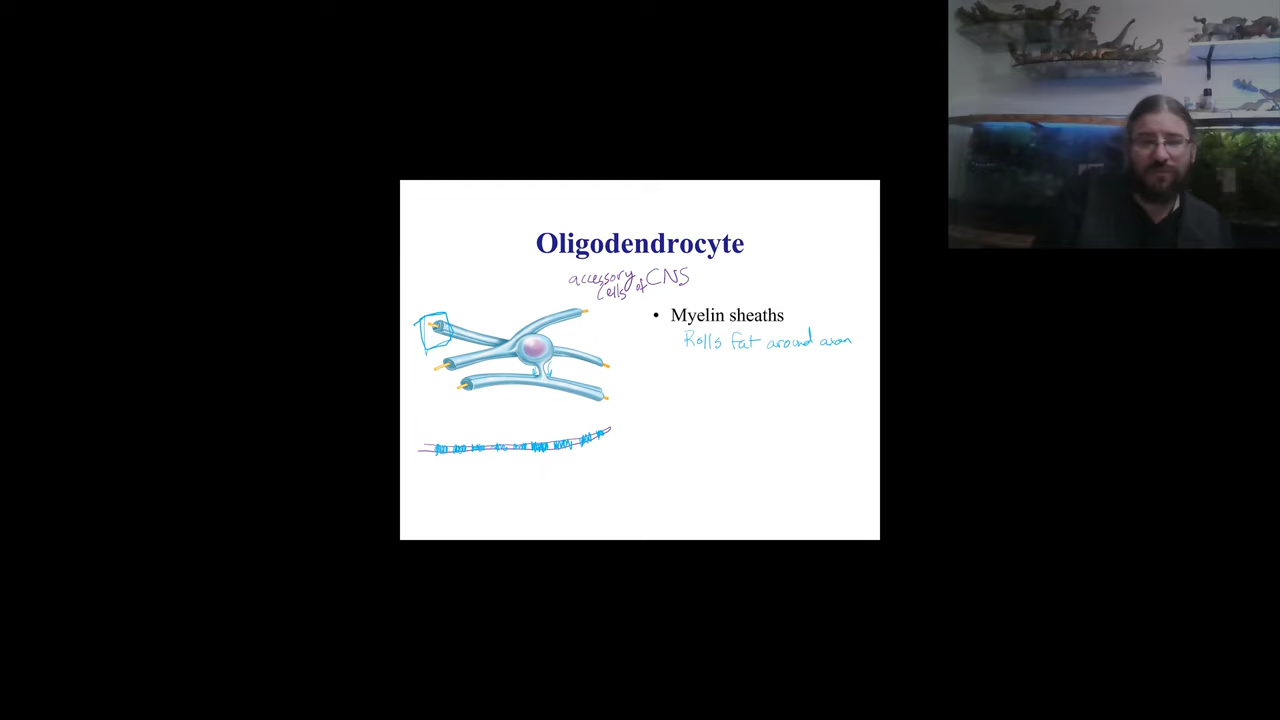 Oligodendrocyte
accessory CNS
cells of
• Myelin sheaths
Rolls fat around axon